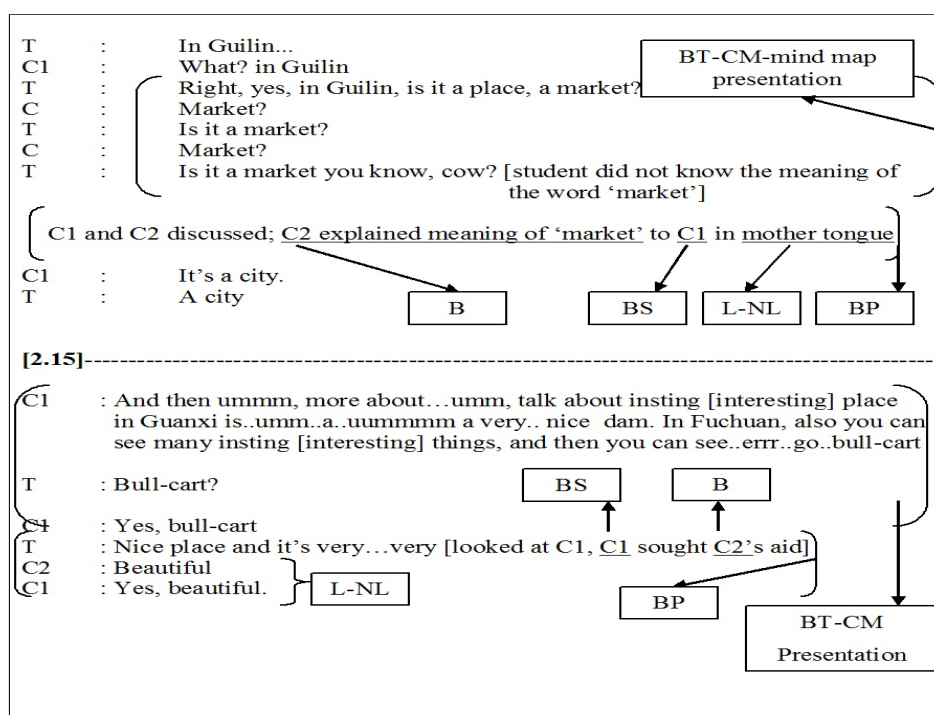 T : In Guilin...
C1 : What? in Guilin
BT-CM-mind map
presentation
T : Right, yes, in Guilin, is it a place, a market?
C : Market?
T : Is it a market?
C : Market?
T : Is it a market you know, cow? [student did not know the meaning of
the word ‘market’]
C1 and C2 discussed; C2 explained meaning of ‘market’ to C1 in mother tongue
C1 : It’s a city.
T : A city
B BS L-NL BP
[2.15]--------------------------------------------------------------------
C1 : And then ummm, more about…umm, talk about insting [interesting] place
in Guanxi is..umm..a..uummmm a very.. nice dam. In Fuchuan, also you can
see many insting [interesting] things, and then you can see..errr..go..bull-cart
T : Bull-cart?
BS B
C1 : Yes, bull-cart
T : Nice place and it’s very…very [looked at C1, C1 sought C2’s aid]
C2 : Beautiful
C1 : Yes, beautiful.
L-NL
BP
BT-CM
Presentation